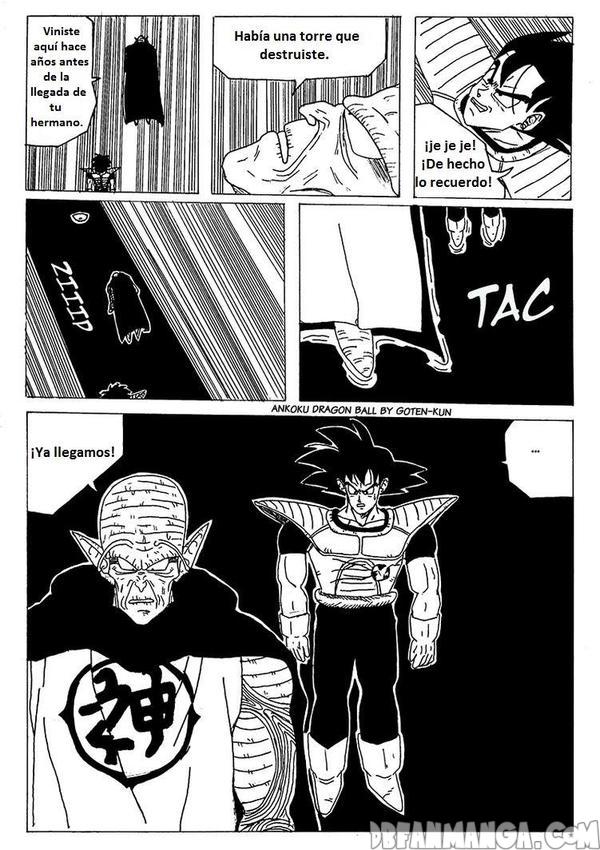 Viniste
aquí hace
años antes
de la
llegada de
tu
hermano.
Había una torre que
destruiste.
¡je je je!
¡De hecho
lo recuerdo!
ZIIIP
TAC
ANKOKU DRAGON BALL BY GOTEN-KUN
¡Ya llegamos!
...
神
DBFANMANGA.COM